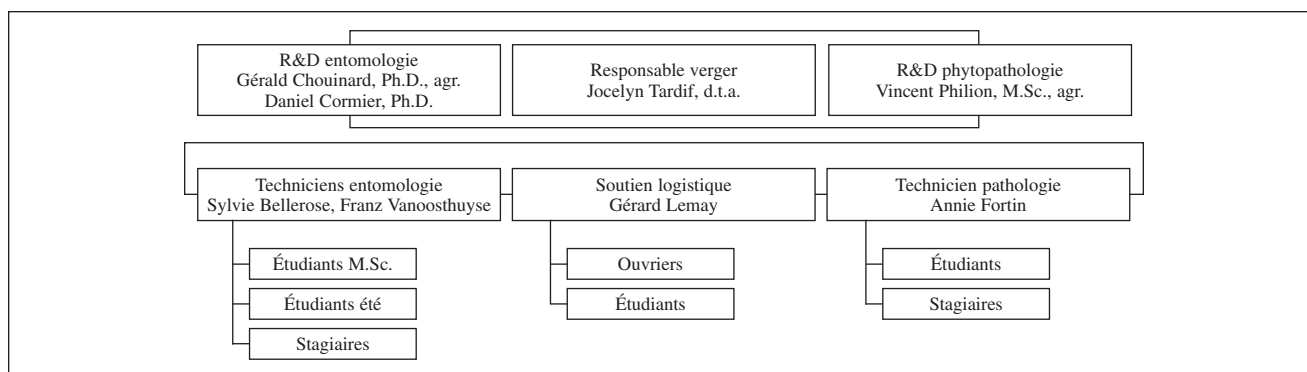 R&D entomologie
Gérald Chouinard, Ph.D., agr.
Daniel Cormier, Ph.D.
Responsable verger
Jocelyn Tardif, d.t.a.
R&D phytopathologie
Vincent Philion, M.Sc., agr.
Techniciens entomologie
Sylvie Bellerose, Franz Vanoosthuyse
Soutien logistique
Gérard Lemay
Technicien pathologie
Annie Fortin
Étudiants M.Sc.
Étudiants été
Stagiaires
Ouvriers
Étudiants
Étudiants
Stagiaires